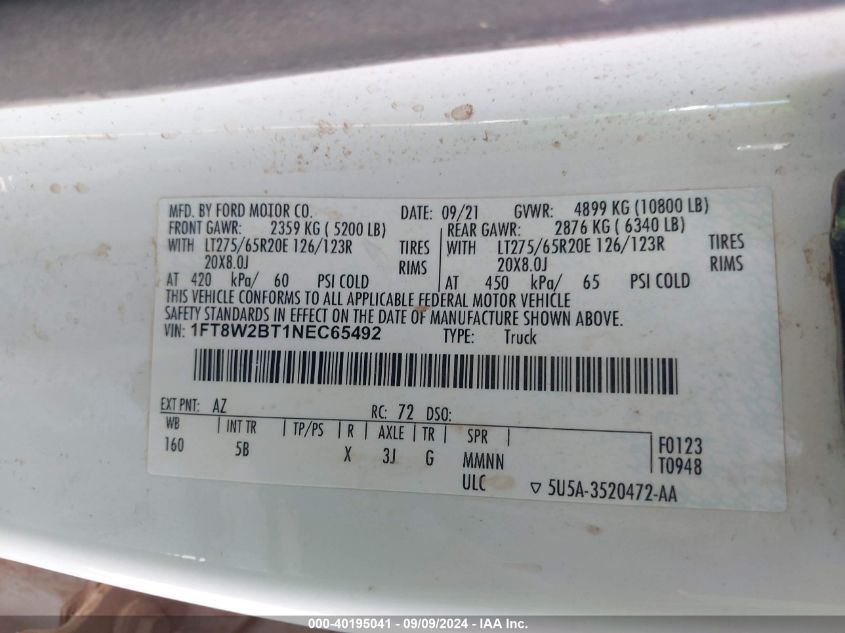 MFD. BY FORD MOTOR CO. DATE: 09/21 GVWR: 4899 KG (10800 LB)
FRONT GAWR: 2359 KG ( 5200 LB) REAR GAWR: 2876 KG ( 6340 LB)
WITH LT275/65R20E 126/123R TIRES WITH LT275/65R20E 126/123R TIRES
20X8.0J RIMS 20X8.0J RIMS
AT 420 kPa/ 60 PSI COLD AT 450 kPa/ 65 PSI COLD
THIS VEHICLE CONFORMS TO ALL APPLICABLE FEDERAL MOTOR VEHICLE
SAFETY STANDARDS IN EFFECT ON THE DATE OF MANUFACTURE SHOWN ABOVE.
VIN: 1FT8W2BT1NEC65492 TYPE: Truck
EXT PNT: AZ RC: 72 DSO:
WB INT TR TP/PS R AXLE TR SPR
160 5B X 3J G MMNN
ULC
F0123
T0948
▽ 5U5A-3520472-AA
000-40195041 - 09/09/2024 - IAA Inc.